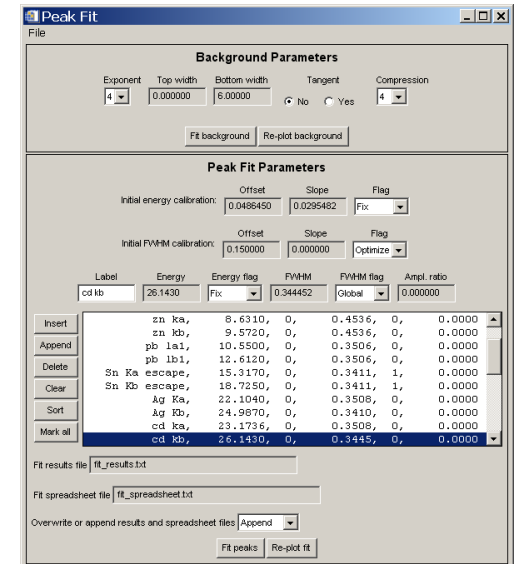 Peak Fit
File
Background Parameters
Exponent Top width Bottom width Tangent Compression
4 0.000000 6.00000 No Yes 4
Fit background Re-plot background
Peak Fit Parameters
Offset Slope Flag
Initial energy calibration: 0.0486450 0.0295482 Fix
Offset Slope Flag
Initial FWHM calibration: 0.150000 0.000000 Optimize
Label Energy Energy flag FWHM FWHM flag Ampl. ratio
cd kb 26.1430 Fix 0.344452 Global 0.000000
Insert
Append
Delete
Clear
Sort
Mark all
zn ka, 8.6310, 0, 0.4536, 0, 0.0000
zn kb, 9.5720, 0, 0.4536, 0, 0.0000
pb la1, 10.5500, 0, 0.3506, 0, 0.0000
pb lb1, 12.6120, 0, 0.3506, 0, 0.0000
Sn Ka escape, 15.3170, 0, 0.3411, 1, 0.0000
Sn Kb escape, 18.7250, 0, 0.3411, 1, 0.0000
Ag Ka, 22.1040, 0, 0.3508, 0, 0.0000
Ag Kb, 24.9870, 0, 0.3410, 0, 0.0000
cd ka, 23.1736, 0, 0.3508, 0, 0.0000
cd kb, 26.1430, 0, 0.3445, 0, 0.0000
Fit results file fit_results.txt
Fit spreadsheet file fit_spreadsheet.txt
Overwrite or append results and spreadsheet files Append
Fit peaks Re-plot fit